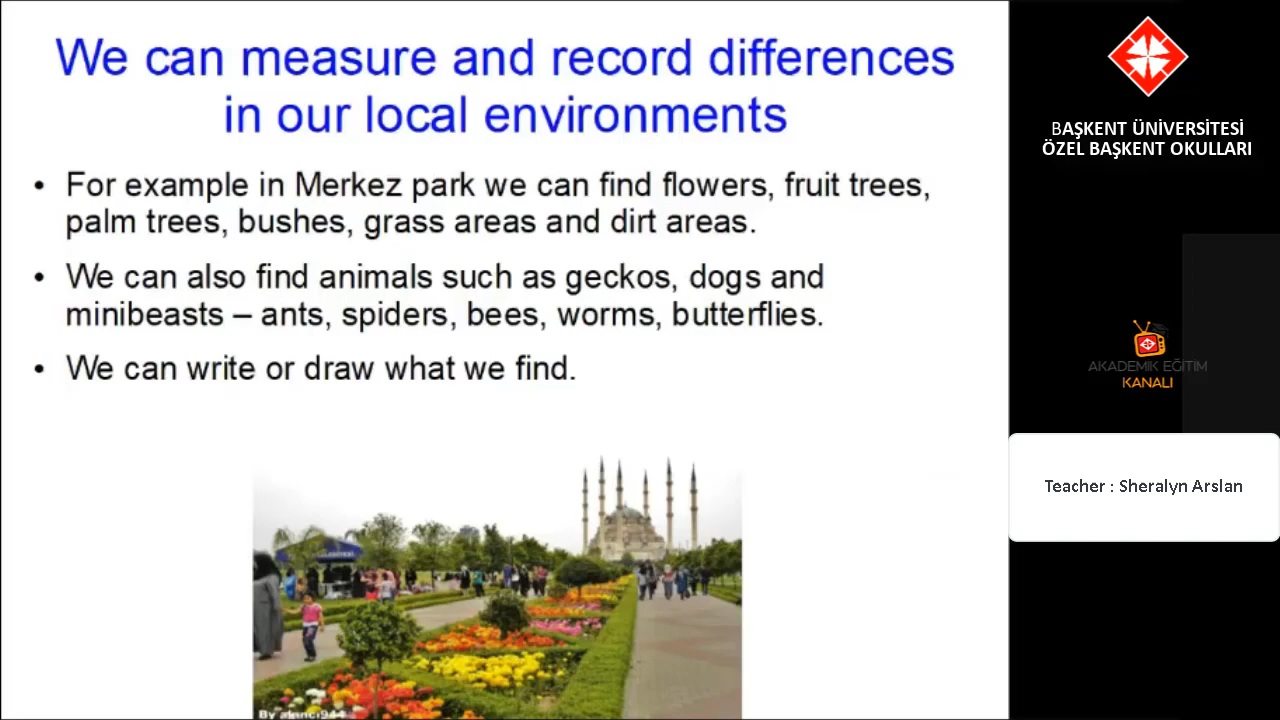 We can measure and record differences
in our local environments
• For example in Merkez park we can find flowers, fruit trees,
palm trees, bushes, grass areas and dirt areas.
• We can also find animals such as geckos, dogs and
minibeasts – ants, spiders, bees, worms, butterflies.
• We can write or draw what we find.
By akinci944
BAŞKENT ÜNİVERSİTESİ
ÖZEL BAŞKENT OKULLARI
AKADEMİK EĞİTİM
KANALI
Teacher : Sheralyn Arslan